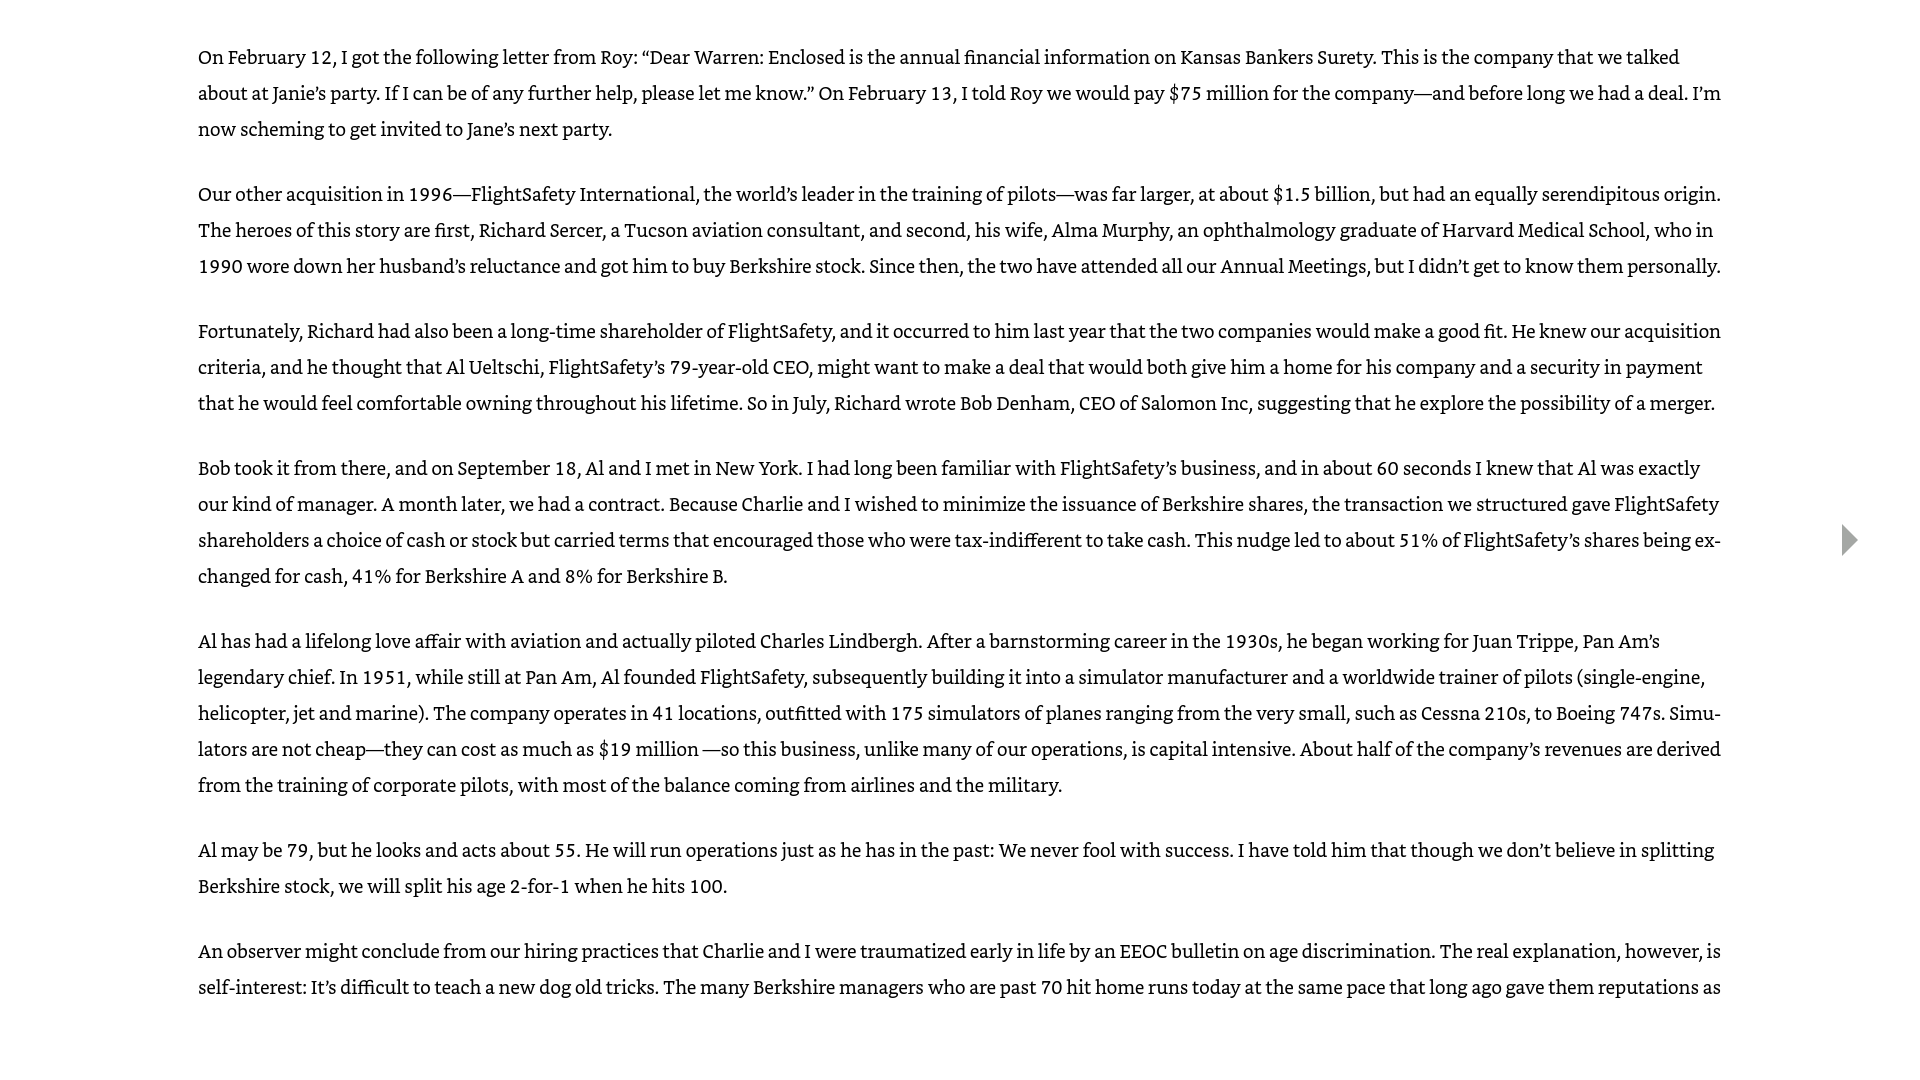 On February 12, I got the following letter from Roy: “Dear Warren: Enclosed is the annual financial information on Kansas Bankers Surety. This is the company that we talked
about at Janie’s party. If I can be of any further help, please let me know.” On February 13, I told Roy we would pay $75 million for the company—and before long we had a deal. I’m
now scheming to get invited to Jane’s next party.
Our other acquisition in 1996—FlightSafety International, the world’s leader in the training of pilots—was far larger, at about $1.5 billion, but had an equally serendipitous origin.
The heroes of this story are first, Richard Sercer, a Tucson aviation consultant, and second, his wife, Alma Murphy, an ophthalmology graduate of Harvard Medical School, who in
1990 wore down her husband’s reluctance and got him to buy Berkshire stock. Since then, the two have attended all our Annual Meetings, but I didn’t get to know them personally.
Fortunately, Richard had also been a long-time shareholder of FlightSafety, and it occurred to him last year that the two companies would make a good fit. He knew our acquisition
criteria, and he thought that Al Ueltschi, FlightSafety’s 79-year-old CEO, might want to make a deal that would both give him a home for his company and a security in payment
that he would feel comfortable owning throughout his lifetime. So in July, Richard wrote Bob Denham, CEO of Salomon Inc, suggesting that he explore the possibility of a merger.
Bob took it from there, and on September 18, Al and I met in New York. I had long been familiar with FlightSafety’s business, and in about 60 seconds I knew that Al was exactly
our kind of manager. A month later, we had a contract. Because Charlie and I wished to minimize the issuance of Berkshire shares, the transaction we structured gave FlightSafety
shareholders a choice of cash or stock but carried terms that encouraged those who were tax-indifferent to take cash. This nudge led to about 51% of FlightSafety’s shares being ex-
changed for cash, 41% for Berkshire A and 8% for Berkshire B.
Al has had a lifelong love affair with aviation and actually piloted Charles Lindbergh. After a barnstorming career in the 1930s, he began working for Juan Trippe, Pan Am’s
legendary chief. In 1951, while still at Pan Am, Al founded FlightSafety, subsequently building it into a simulator manufacturer and a worldwide trainer of pilots (single-engine,
helicopter, jet and marine). The company operates in 41 locations, outfitted with 175 simulators of planes ranging from the very small, such as Cessna 210s, to Boeing 747s. Simu-
lators are not cheap—they can cost as much as $19 million —so this business, unlike many of our operations, is capital intensive. About half of the company’s revenues are derived
from the training of corporate pilots, with most of the balance coming from airlines and the military.
Al may be 79, but he looks and acts about 55. He will run operations just as he has in the past: We never fool with success. I have told him that though we don’t believe in splitting
Berkshire stock, we will split his age 2-for-1 when he hits 100.
An observer might conclude from our hiring practices that Charlie and I were traumatized early in life by an EEOC bulletin on age discrimination. The real explanation, however, is
self-interest: It’s difficult to teach a new dog old tricks. The many Berkshire managers who are past 70 hit home runs today at the same pace that long ago gave them reputations as